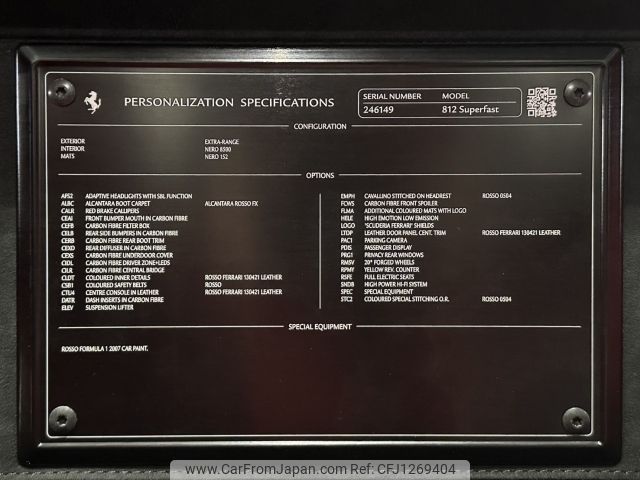 PERSONALIZATION SPECIFICATIONS
SERIAL NUMBER MODEL
246149 812 Superfast
CONFIGURATION
EXTERIOR EXTRA-RANGE
INTERIOR NERO 8500
MATS NERO 152
OPTIONS
AFS2 ADAPTIVE HEADLIGHTS WITH SBL FUNCTION
ALBC ALCANTARA BOOT CARPET ALCANTARA ROSSO FX
CALR RED BRAKE CALLIPERS
CEAI FRONT BUMPER MOUTH IN CARBON FIBRE
CEFB CARBON FIBRE FILTER BOX
CELB REAR SIDE BUMPERS IN CARBON FIBRE
CERB CARBON FIBRE REAR BOOT TRIM
CEXD REAR DIFFUSER IN CARBON FIBRE
CEXS CARBON FIBRE UNDERDOOR COVER
CIDL CARBON FIBRE DRIVER ZONE+LEDS
CILR CARBON FIBRE CENTRAL BRIDGE
CLDT COLOURED INNER DETAILS ROSSO FERRARI 130421 LEATHER
CSB1 COLOURED SAFETY BELTS ROSSO
CTU4 CENTRE CONSOLE IN LEATHER ROSSO FERRARI 130421 LEATHER
DATR DASH INSERTS IN CARBON FIBRE
ELEV SUSPENSION LIFTER
EMPH CAVALLINO STITCHED ON HEADREST ROSSO 0504
FCWS CARBON FIBRE FRONT SPOILER
FLMA ADDITIONAL COLOURED MATS WITH LOGO
HELE HIGH EMOTION LOW EMISSION
LOGO "SCUDERIA FERRARI" SHIELDS
LTDP LEATHER DOOR PANEL CENT. TRIM ROSSO FERRARI 130421 LEATHER
PAC1 PARKING CAMERA
PDIS PASSENGER DISPLAY
PRG1 PRIVACY REAR WINDOWS
RMSV 20" FORGED WHEELS
RPMY YELLOW REV. COUNTER
RSFE FULL ELECTRIC SEATS
SNDB HIGH POWER HI-FI SYSTEM
SPEC SPECIAL EQUIPMENT
STC2 COLOURED SPECIAL STITCHING O.R. ROSSO 0504
SPECIAL EQUIPMENT
ROSSO FORMULA 1 2007 CAR PAINT.
www.CarFromJapan.com CFJ1269404